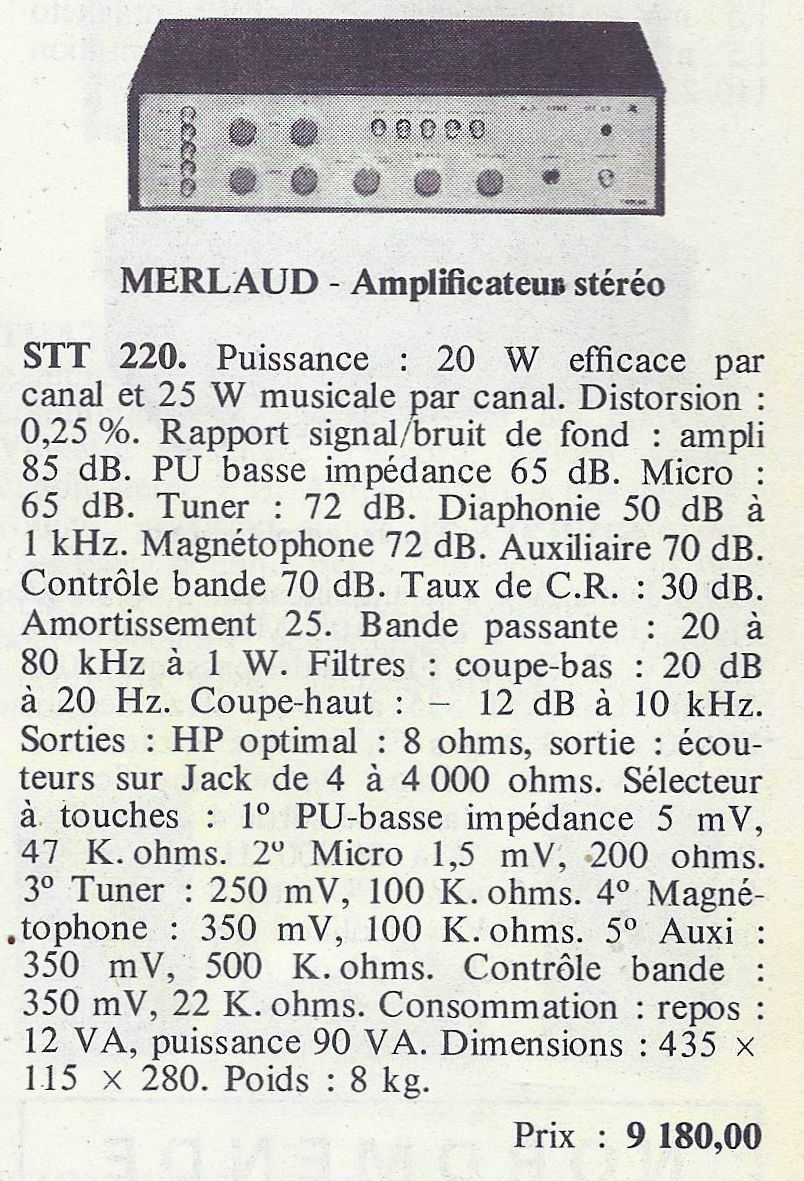 MERLAUD - Amplificateur stéréo
STT 220. Puissance : 20 W efficace par
canal et 25 W musicale par canal. Distorsion :
0,25 %. Rapport signal/bruit de fond : ampli
85 dB. PU basse impédance 65 dB. Micro :
65 dB. Tuner : 72 dB. Diaphonie 50 dB à
1 kHz. Magnétophone 72 dB. Auxiliaire 70 dB.
Contrôle bande 70 dB. Taux de C.R. : 30 dB.
Amortissement 25. Bande passante : 20 à
80 kHz à 1 W. Filtres : coupe-bas : 20 dB
à 20 Hz. Coupe-haut : – 12 dB à 10 kHz.
Sorties : HP optimal : 8 ohms, sortie : écou-
teurs sur Jack de 4 à 4 000 ohms. Sélecteur
à touches : 1º PU-basse impédance 5 mV,
47 K. ohms. 2º Micro 1,5 mV, 200 ohms.
3º Tuner : 250 mV, 100 K. ohms. 4º Magné-
tophone : 350 mV, 100 K. ohms. 5º Auxi :
350 mV, 500 K. ohms. Contrôle bande :
350 mV, 22 K. ohms. Consommation : repos :
12 VA, puissance 90 VA. Dimensions : 435 ×
115 × 280. Poids : 8 kg.
Prix : 9 180,00